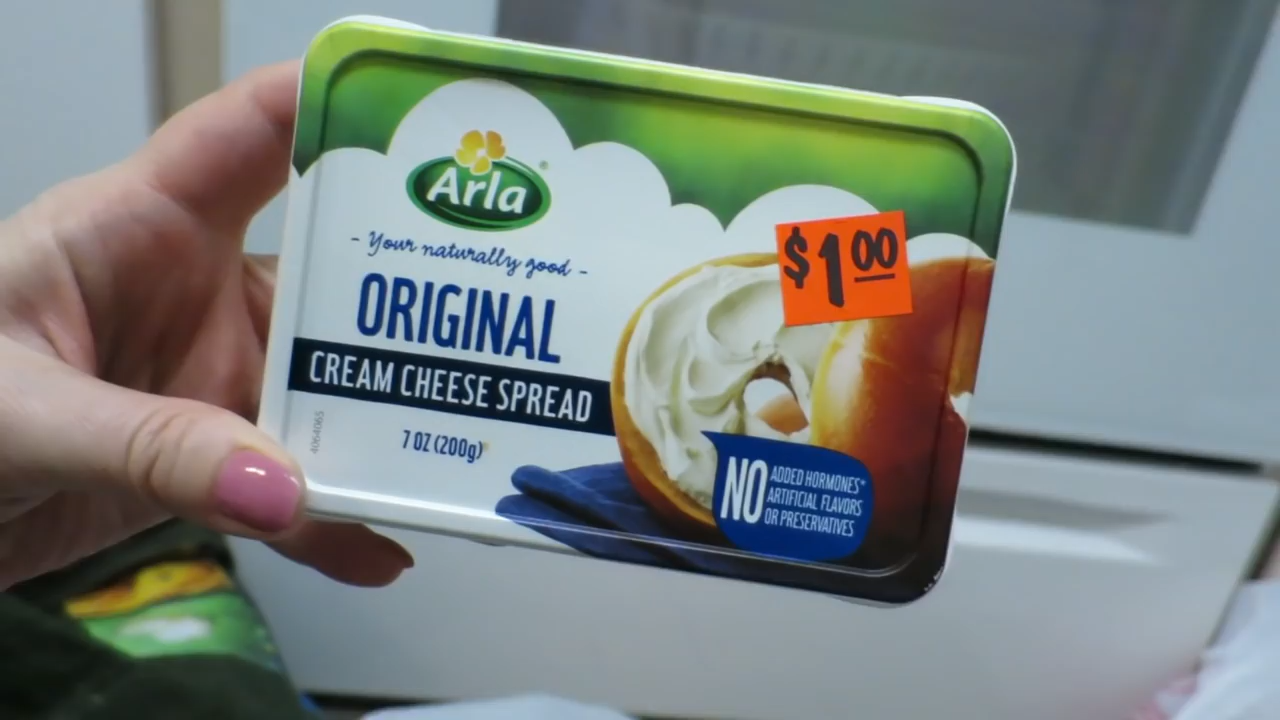 Arla®
- Your naturally good -
ORIGINAL
CREAM CHEESE SPREAD
7 OZ (200g)
4064065
$1.00
NO
ADDED HORMONES*
ARTIFICIAL FLAVORS
OR PRESERVATIVES